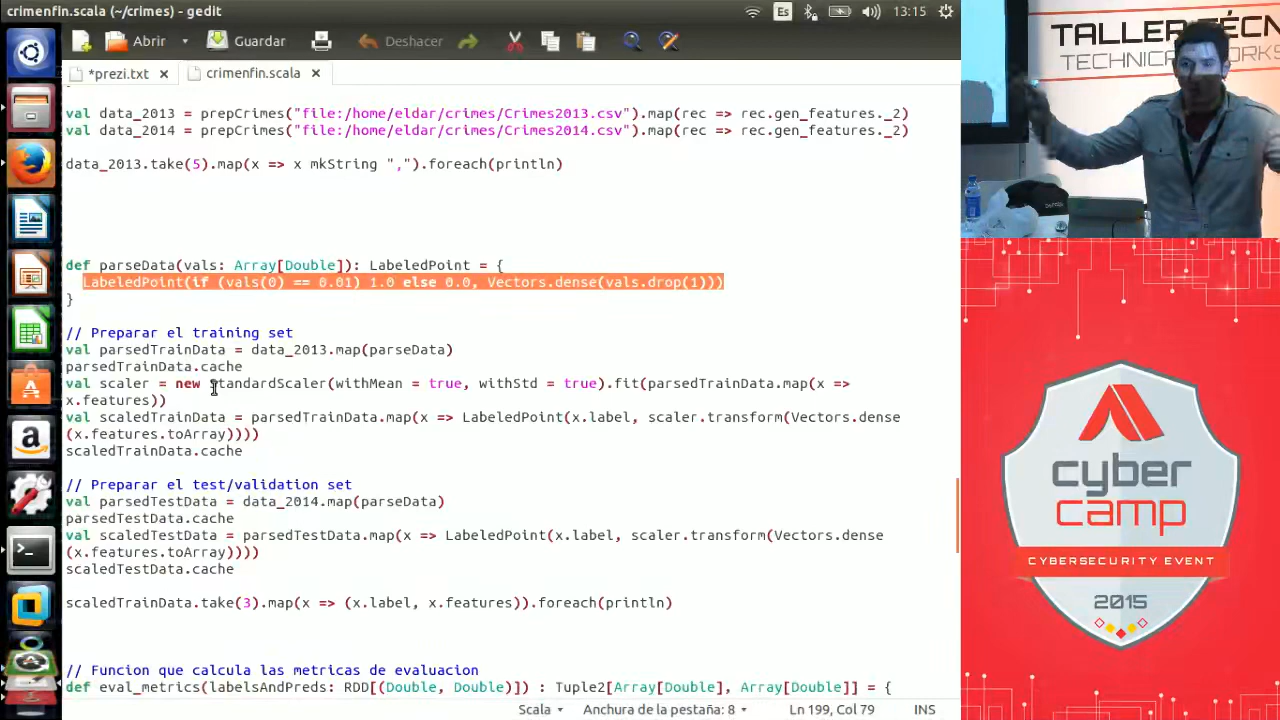 crimenfin.scala (~/crimes) - gedit
Es
13:15
Abrir
Guardar
Deshacer
*prezi.txt
crimenfin.scala
val data_2013 = prepCrimes("file:/home/eldar/crimes/Crimes2013.csv").map(rec => rec.gen_features._2)
val data_2014 = prepCrimes("file:/home/eldar/crimes/Crimes2014.csv").map(rec => rec.gen_features._2)
data_2013.take(5).map(x => x mkString ",").foreach(println)
def parseData(vals: Array[Double]): LabeledPoint = {
LabeledPoint(if (vals(0) == 0.01) 1.0 else 0.0, Vectors.dense(vals.drop(1)))
}
// Preparar el training set
val parsedTrainData = data_2013.map(parseData)
parsedTrainData.cache
val scaler = new StandardScaler(withMean = true, withStd = true).fit(parsedTrainData.map(x =>
x.features))
val scaledTrainData = parsedTrainData.map(x => LabeledPoint(x.label, scaler.transform(Vectors.dense
(x.features.toArray))))
scaledTrainData.cache
// Preparar el test/validation set
val parsedTestData = data_2014.map(parseData)
parsedTestData.cache
val scaledTestData = parsedTestData.map(x => LabeledPoint(x.label, scaler.transform(Vectors.dense
(x.features.toArray))))
scaledTestData.cache
scaledTrainData.take(3).map(x => (x.label, x.features)).foreach(println)
// Funcion que calcula las metricas de evaluacion
def eval_metrics(labelsAndPreds: RDD[(Double, Double)]) : Tuple2[Array[Double], Array[Double]] = {
Scala
Anchura de la pestaña: 8
Ln 199, Col 79
INS
TALLER TÉCN
TECHNICAL WORKS
cyber
camp
CYBERSECURITY EVENT
2015